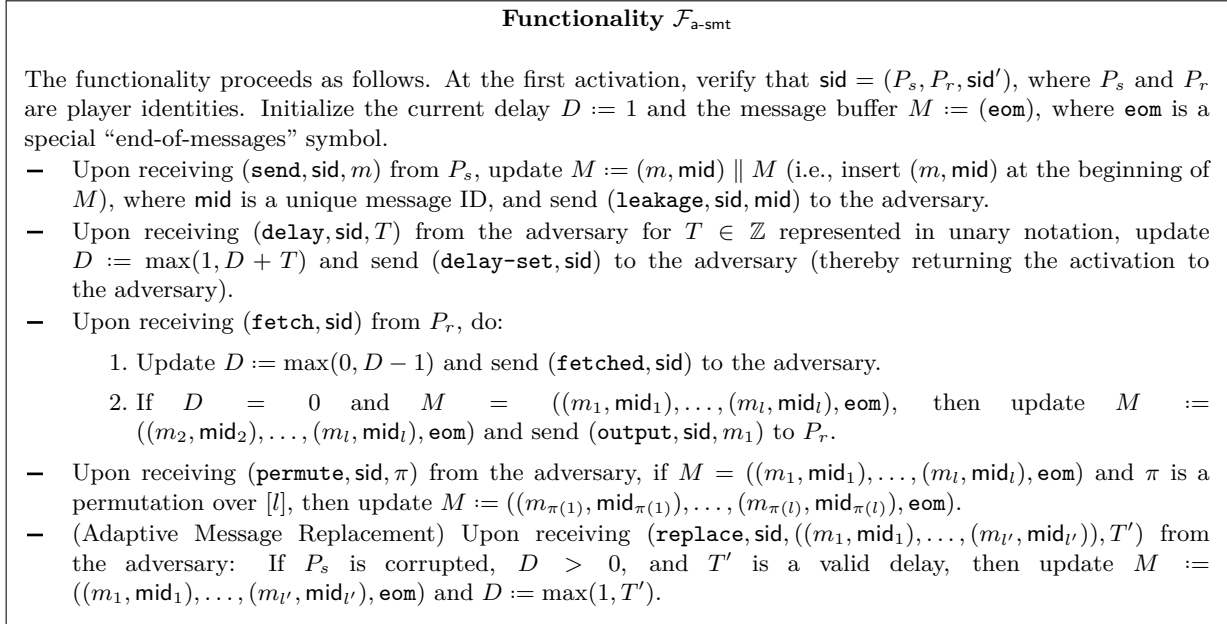 Functionality 𝓕a-smt
The functionality proceeds as follows. At the first activation, verify that sid = (Ps, Pr, sid′), where Ps and Pr
are player identities. Initialize the current delay D := 1 and the message buffer M := (eom), where eom is a
special “end-of-messages” symbol.
– Upon receiving (send, sid, m) from Ps, update M := (m, mid) ∥ M (i.e., insert (m, mid) at the beginning of
M), where mid is a unique message ID, and send (leakage, sid, mid) to the adversary.
– Upon receiving (delay, sid, T) from the adversary for T ∈ ℤ represented in unary notation, update
D := max(1, D + T) and send (delay-set, sid) to the adversary (thereby returning the activation to
the adversary).
– Upon receiving (fetch, sid) from Pr, do:
1. Update D := max(0, D − 1) and send (fetched, sid) to the adversary.
2. If D = 0 and M = ((m1, mid1), . . . , (ml, midl), eom), then update M :=
((m2, mid2), . . . , (ml, midl), eom) and send (output, sid, m1) to Pr.
– Upon receiving (permute, sid, π) from the adversary, if M = ((m1, mid1), . . . , (ml, midl), eom) and π is a
permutation over [l], then update M := ((mπ(1), midπ(1)), . . . , (mπ(l), midπ(l)), eom).
– (Adaptive Message Replacement) Upon receiving (replace, sid, ((m1, mid1), . . . , (ml′, midl′)), T′) from
the adversary: If Ps is corrupted, D > 0, and T′ is a valid delay, then update M :=
((m1, mid1), . . . , (ml′, midl′), eom) and D := max(1, T′).